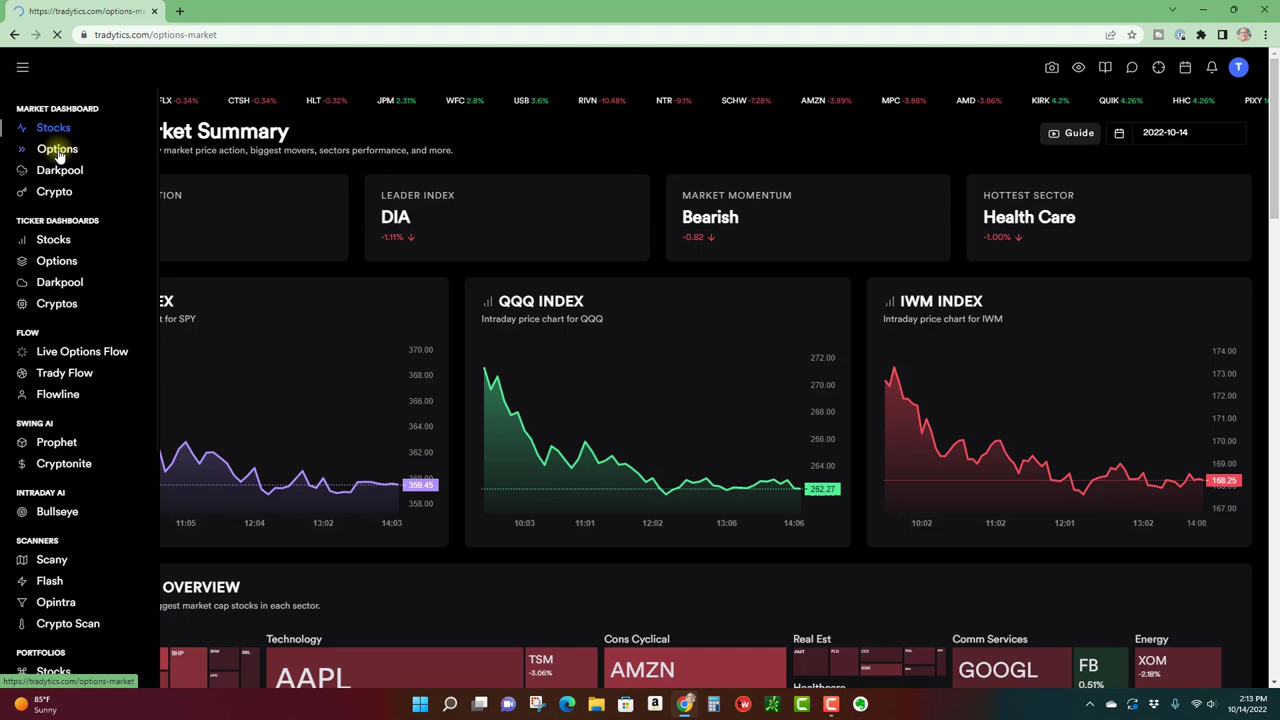 https://tradytics.com/options-m
tradytics.com/options-market
FLX -0.34%
CTSH -0.34%
HLT -0.32%
JPM 2.31%
WFC 2.8%
USB 3.6%
RIVN -10.48%
NTR -9.1%
SCHW -7.28%
AMZN -3.89%
MPC -3.88%
AMD -3.86%
KIRK 4.2%
QUIK 4.26%
HHC 4.26%
PIXY 16
T
MARKET DASHBOARD
Stocks
Options
Darkpool
Crypto
TICKER DASHBOARDS
Stocks
Options
Darkpool
Cryptos
FLOW
Live Options Flow
Trady Flow
Flowline
SWING AI
Prophet
Cryptonite
INTRADAY AI
Bullseye
SCANNERS
Scany
Flash
Opintra
Crypto Scan
PORTFOLIOS
Stocks
https://tradytics.com/options-market
rket Summary
market price action, biggest movers, sectors performance, and more.
Guide
2022-10-14
TION
LEADER INDEX
DIA
-1.11% ↓
MARKET MOMENTUM
Bearish
-0.82 ↓
HOTTEST SECTOR
Health Care
-1.00% ↓
EX
t for SPY
370.00
368.00
366.00
364.00
362.00
359.45
358.00
11:05 12:04 13:02 14:03
QQQ INDEX
Intraday price chart for QQQ
272.00
270.00
268.00
266.00
264.00
262.27
10:03 11:01 12:02 13:06 14:06
IWM INDEX
Intraday price chart for IWM
174.00
173.00
172.00
171.00
170.00
169.00
168.25
167.00
10:02 11:02 12:01 13:02 14:08
OVERVIEW
ggest market cap stocks in each sector.
Technology
Cons Cyclical
Real Est
Comm Services
Energy
BHP
AAPL
TSM
-3.06%
AMZN
Healthcare
GOOGL
FB
0.51%
XOM
-2.18%
85°F
Sunny
2:13 PM
10/14/2022